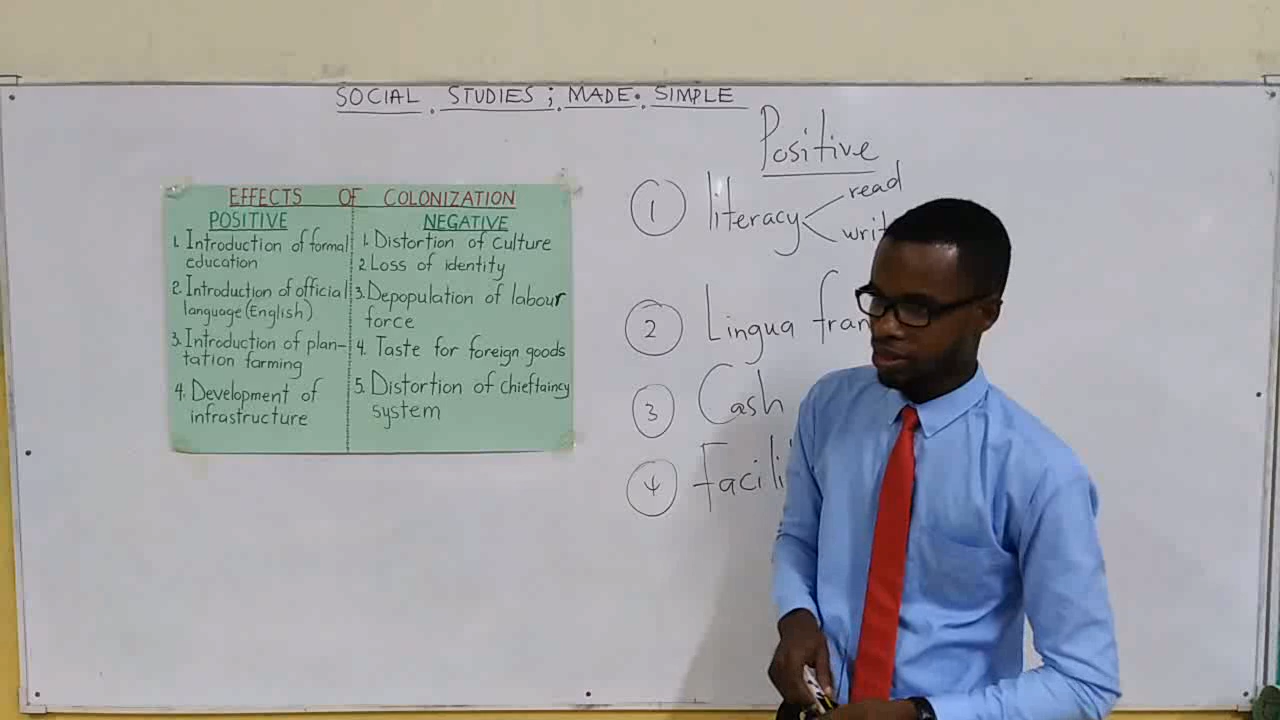 SOCIAL STUDIES; MADE SIMPLE
EFFECTS OF COLONIZATION
POSITIVE
1. Introduction of formal
education
2. Introduction of official
language (English)
3. Introduction of plan-
tation farming
4. Development of
infrastructure
NEGATIVE
1. Distortion of Culture
2. Loss of identity
3. Depopulation of labour
force
4. Taste for foreign goods
5. Distortion of chieftaincy
system
Positive
1 literacy
read
2 Lingua
3 Cash
4